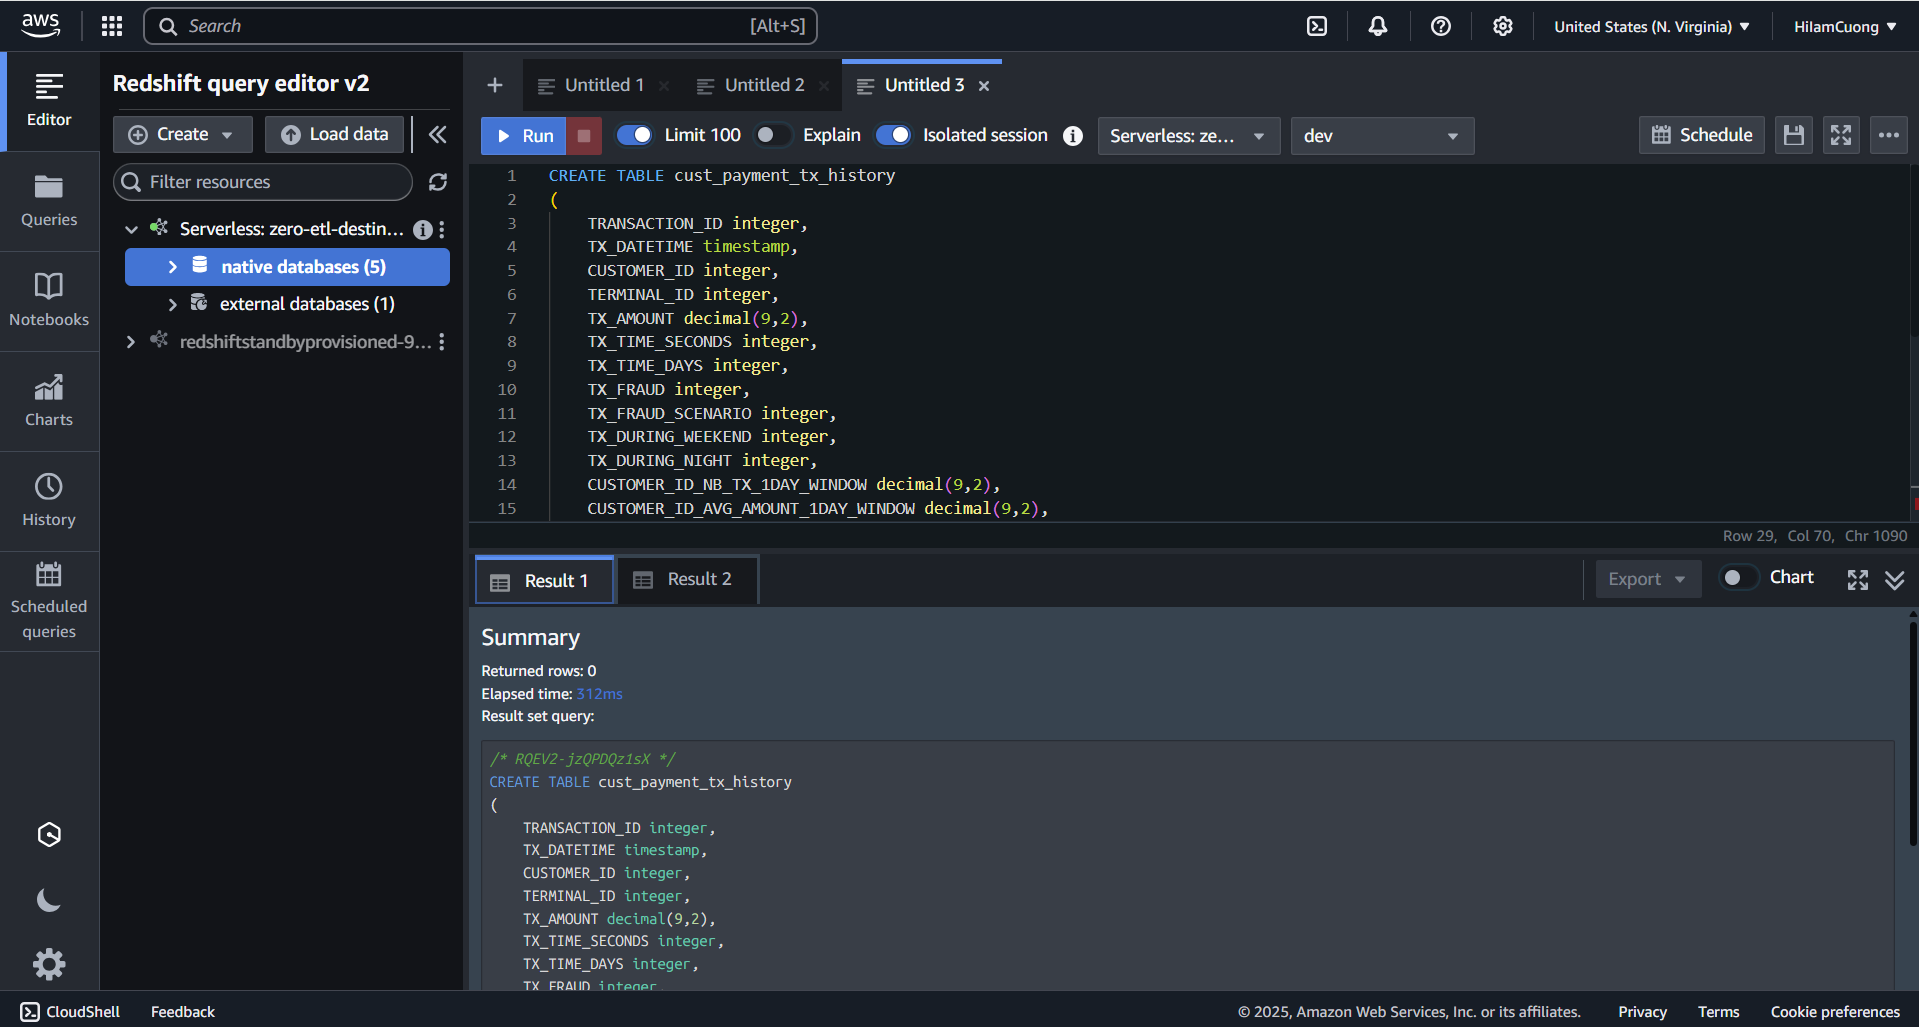 aws
Search [Alt+S]
United States (N. Virginia)
HilamCuong
Editor
Queries
Notebooks
Charts
History
Scheduled
queries
Redshift query editor v2
Create
Load data
Filter resources
Serverless: zero-etl-destin...
native databases (5)
external databases (1)
redshiftstandbyprovisioned-9...
Untitled 1
Untitled 2
Untitled 3
Run
Limit 100
Explain
Isolated session
Serverless: ze...
dev
Schedule
1 CREATE TABLE cust_payment_tx_history
2 (
3 TRANSACTION_ID integer,
4 TX_DATETIME timestamp,
5 CUSTOMER_ID integer,
6 TERMINAL_ID integer,
7 TX_AMOUNT decimal(9,2),
8 TX_TIME_SECONDS integer,
9 TX_TIME_DAYS integer,
10 TX_FRAUD integer,
11 TX_FRAUD_SCENARIO integer,
12 TX_DURING_WEEKEND integer,
13 TX_DURING_NIGHT integer,
14 CUSTOMER_ID_NB_TX_1DAY_WINDOW decimal(9,2),
15 CUSTOMER_ID_AVG_AMOUNT_1DAY_WINDOW decimal(9,2),
Row 29, Col 70, Chr 1090
Result 1
Result 2
Export
Chart
Summary
Returned rows: 0
Elapsed time: 312ms
Result set query:
/* RQEV2-jzQPDQz1sX */
CREATE TABLE cust_payment_tx_history
(
TRANSACTION_ID integer,
TX_DATETIME timestamp,
CUSTOMER_ID integer,
TERMINAL_ID integer,
TX_AMOUNT decimal(9,2),
TX_TIME_SECONDS integer,
TX_TIME_DAYS integer,
TX_FRAUD integer,
CloudShell
Feedback
© 2025, Amazon Web Services, Inc. or its affiliates.
Privacy
Terms
Cookie preferences